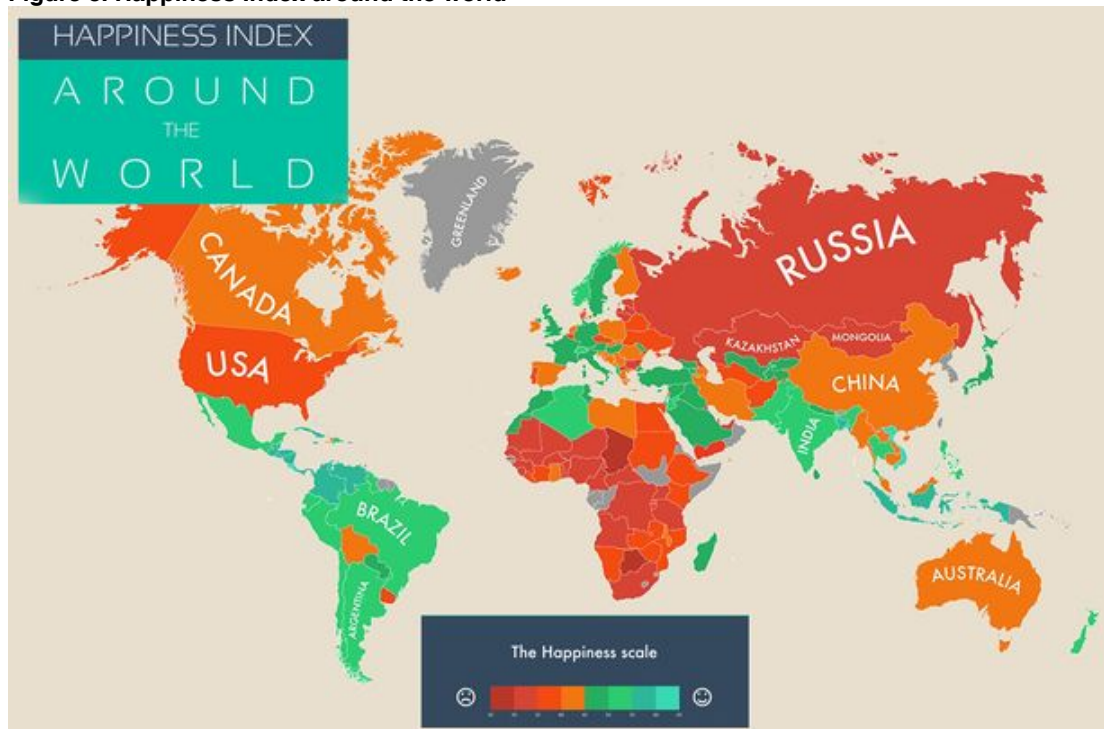 HAPPINESS INDEX
AROUND
THE
WORLD
GREENLAND
CANADA
RUSSIA
USA
KAZAKHSTAN
MONGOLIA
CHINA
INDIA
BRAZIL
ARGENTINA
AUSTRALIA
The Happiness scale